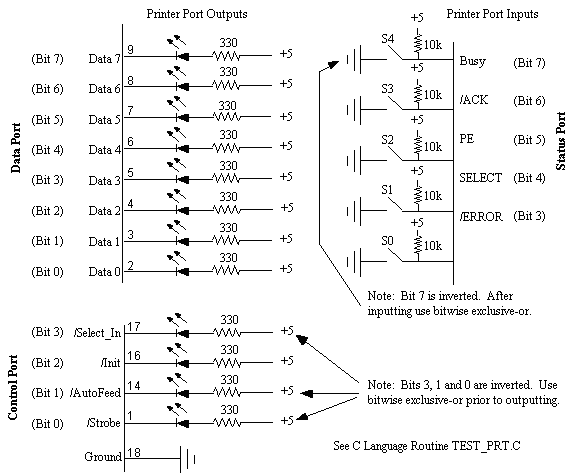 Printer Port Outputs
Data Port
(Bit 7) Data 7 9 330 +5
(Bit 6) Data 6 8 330 +5
(Bit 5) Data 5 7 330 +5
(Bit 4) Data 4 6 330 +5
(Bit 3) Data 3 5 330 +5
(Bit 2) Data 2 4 330 +5
(Bit 1) Data 1 3 330 +5
(Bit 0) Data 0 2 330 +5
Control Port
(Bit 3) /Select_In 17 330 +5
(Bit 2) /Init 16 330
(Bit 1) /AutoFeed 14 330 +5
(Bit 0) /Strobe 1 330 +5
Ground 18
Printer Port Inputs
Status Port
+5
S4 10k Busy (Bit 7)
+5
S3 10k /ACK (Bit 6)
+5
S2 10k PE (Bit 5)
+5
S1 10k SELECT (Bit 4)
+5
S0 10k /ERROR (Bit 3)
Note: Bit 7 is inverted. After
inputting use bitwise exclusive-or.
Note: Bits 3, 1 and 0 are inverted. Use
bitwise exclusive-or prior to outputting.
See C Language Routine TEST_PRT.C